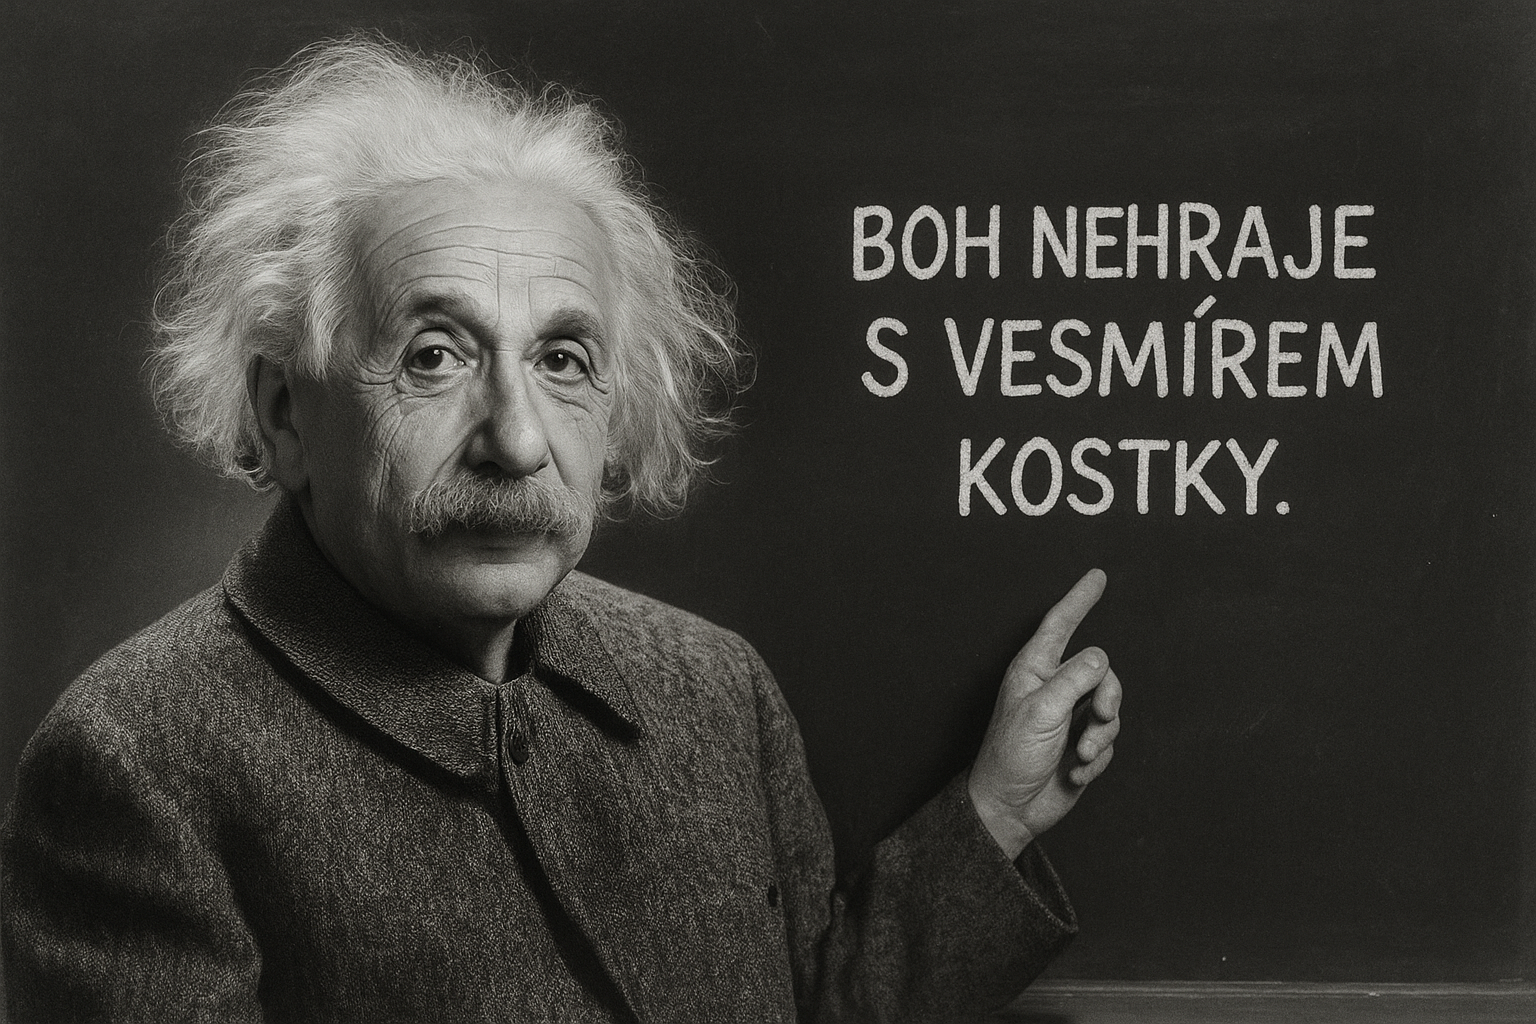 BOH NEHRAJE
S VESMÍREM
KOSTKY.